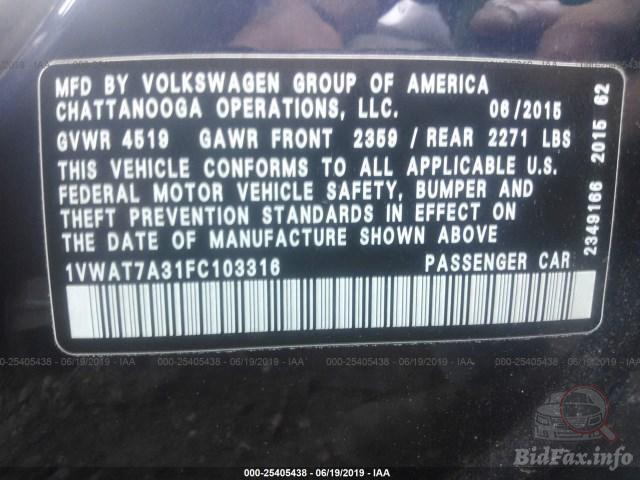 MFD BY VOLKSWAGEN GROUP OF AMERICA
CHATTANOOGA OPERATIONS, LLC. 06/2015
GVWR 4519 GAWR FRONT 2359 / REAR 2271 LBS
THIS VEHICLE CONFORMS TO ALL APPLICABLE U.S.
FEDERAL MOTOR VEHICLE SAFETY, BUMPER AND
THEFT PREVENTION STANDARDS IN EFFECT ON
THE DATE OF MANUFACTURE SHOWN ABOVE
1VWAT7A31FC103316 PASSENGER CAR
2349166 2015 62
000-25405438 - 06/19/2019 - IAA
BidFax.info